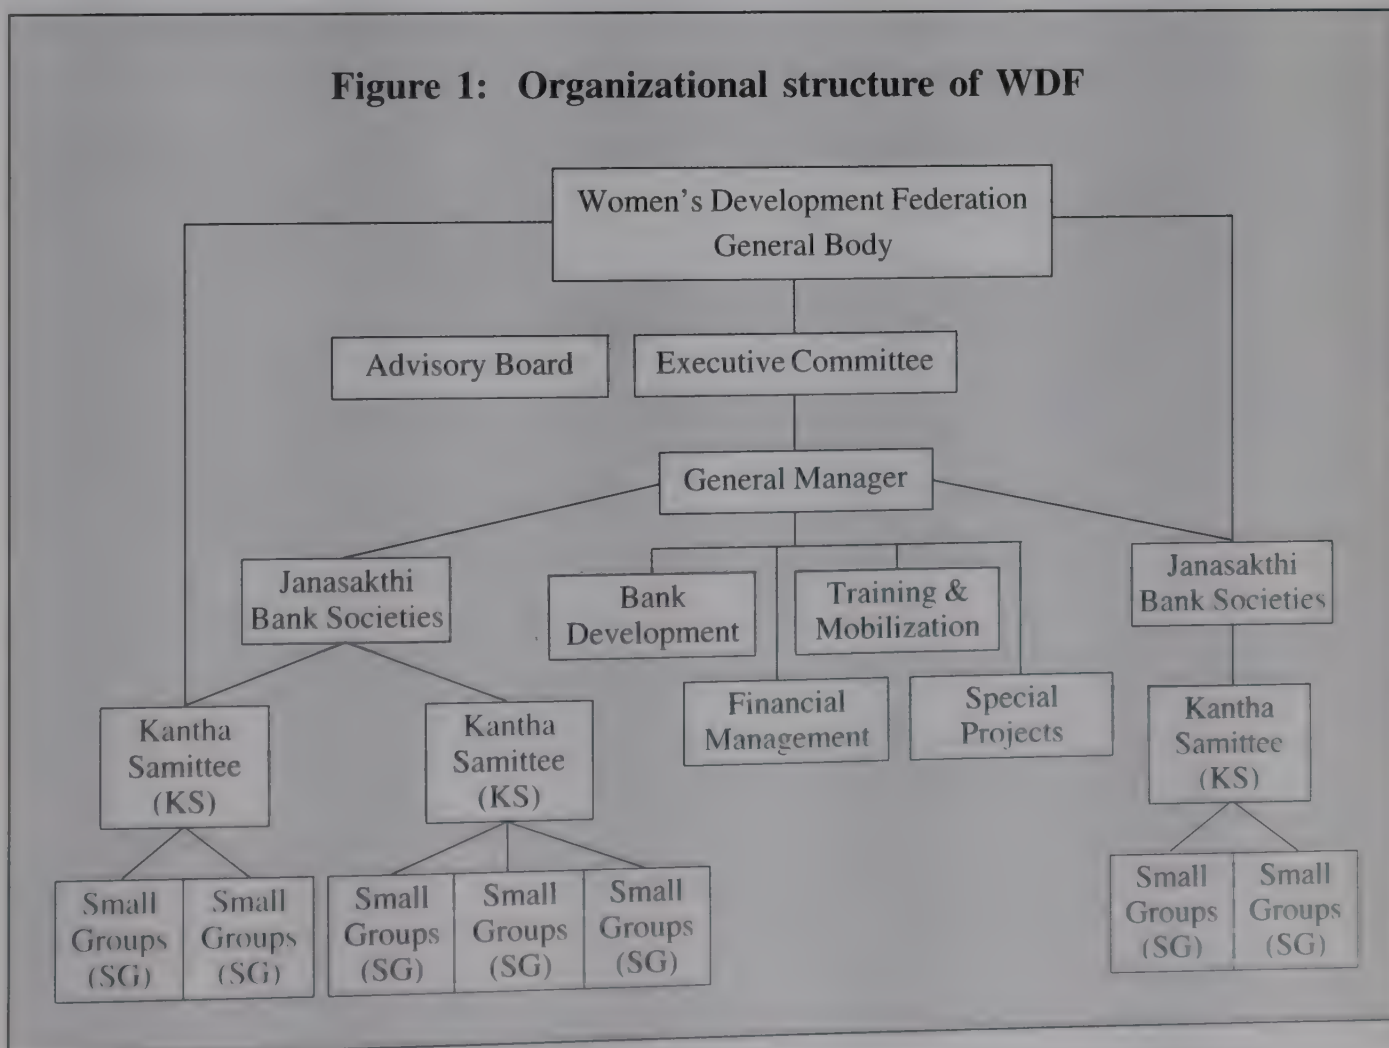 Figure 1: Organizational structure of WDF
Women's Development Federation
General Body
Advisory Board
Executive Committee
General Manager
Janasakthi
Bank Societies
Bank
Development
Training &
Mobilization
Janasakthi
Bank Societies
Financial
Management
Special
Projects
Kantha
Samittee
(KS)
Kantha
Samittee
(KS)
Kantha
Samittee
(KS)
Small
Groups
(SG)
Small
Groups
(SG)
Small
Groups
(SG)
Small
Groups
(SG)
Small
Groups
(SG)
Small
Groups
(SG)
Small
Groups
(SG)